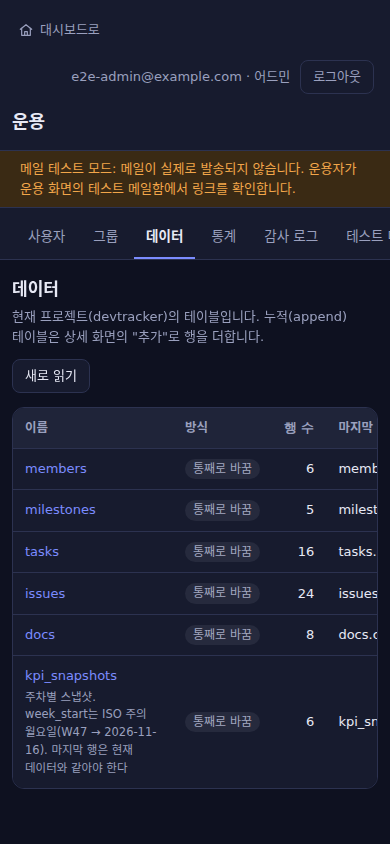 대시보드로
e2e-admin@example.com · 어드민
로그아웃
운용
메일 테스트 모드: 메일이 실제로 발송되지 않습니다. 운용자가
운용 화면의 테스트 메일함에서 링크를 확인합니다.
사용자 그룹 데이터 통계 감사 로그 테스트
데이터
현재 프로젝트(devtracker)의 테이블입니다. 누적(append)
테이블은 상세 화면의 "추가"로 행을 더합니다.
새로 읽기
이름 방식 행 수 마지막
members 통째로 바꿈 6 memb
milestones 통째로 바꿈 5 milest
tasks 통째로 바꿈 16 tasks.
issues 통째로 바꿈 24 issues
docs 통째로 바꿈 8 docs.c
kpi_snapshots
주차별 스냅샷.
week_start는 ISO 주의
월요일(W47 → 2026-11-
16). 마지막 행은 현재
데이터와 같아야 한다
통째로 바꿈 6 kpi_sn